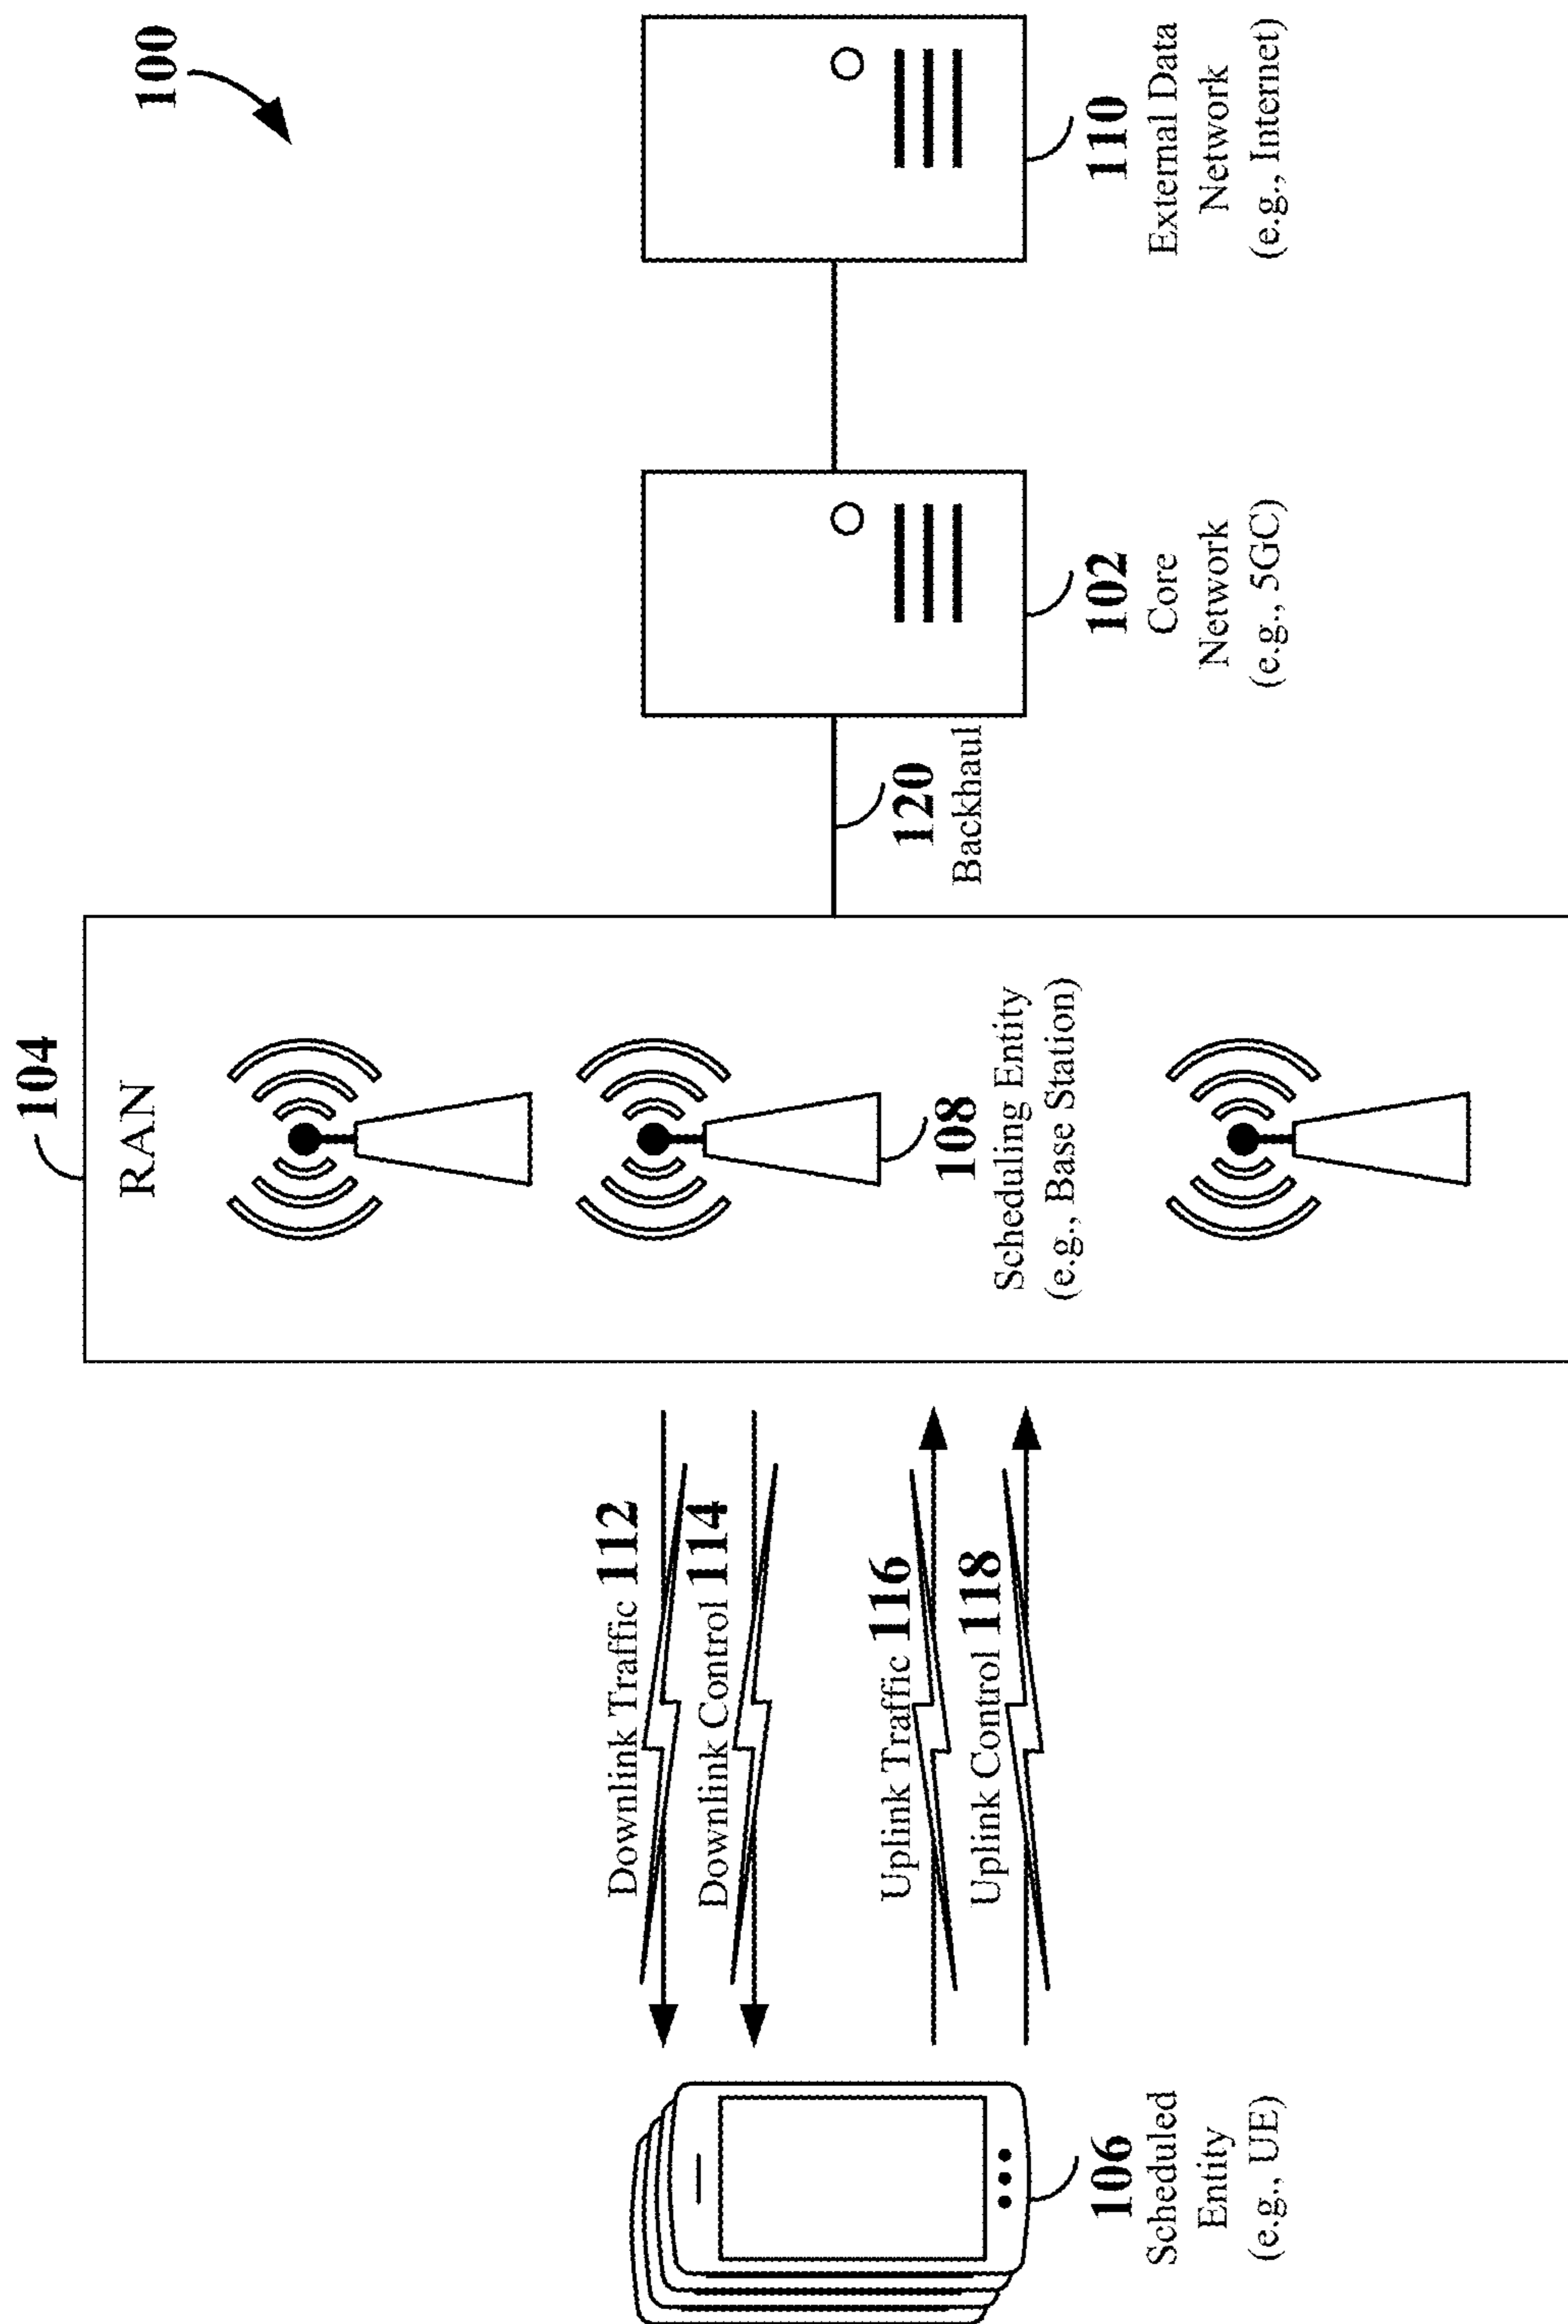 100
104
RAN
Downlink Traffic 112
Downlink Control 114
Uplink Traffic 116
Uplink Control 118
108
Scheduling Entity
(e.g., Base Station)
120
Backhaul
106
Scheduled
Entity
(e.g., UE)
102
Core
Network
(e.g., 5GC)
110
External Data
Network
(e.g., Internet)